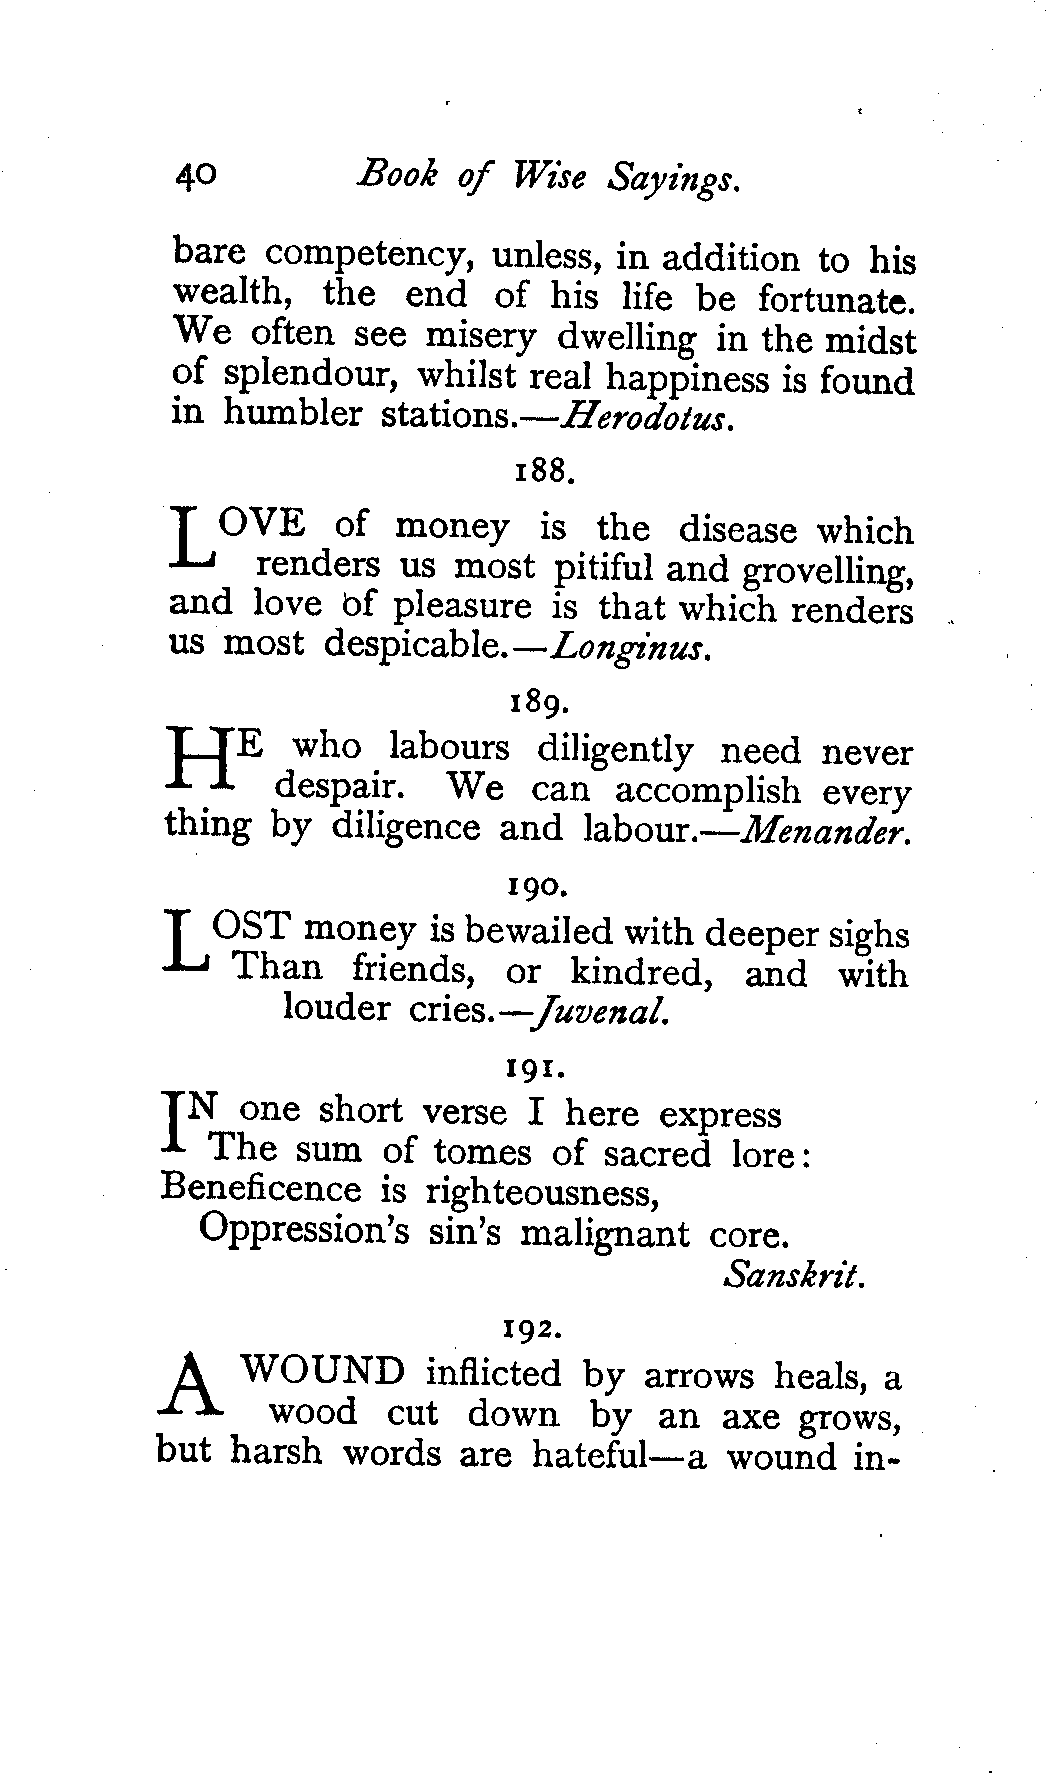 40 Book of Wise Sayings.
bare competency, unless, in addition to his
wealth, the end of his life be fortunate.
We often see misery dwelling in the midst
of splendour, whilst real happiness is found
in humbler stations.—Herodotus.
188.
LOVE of money is the disease which
renders us most pitiful and grovelling,
and love of pleasure is that which renders
us most despicable.—Longinus.
189.
HE who labours diligently need never
despair. We can accomplish every
thing by diligence and labour.—Menander.
190.
LOST money is bewailed with deeper sighs
Than friends, or kindred, and with
louder cries.—Juvenal.
191.
IN one short verse I here express
The sum of tomes of sacred lore:
Beneficence is righteousness,
Oppression's sin's malignant core.
Sanskrit.
192.
A WOUND inflicted by arrows heals, a
wood cut down by an axe grows,
but harsh words are hateful—a wound in-